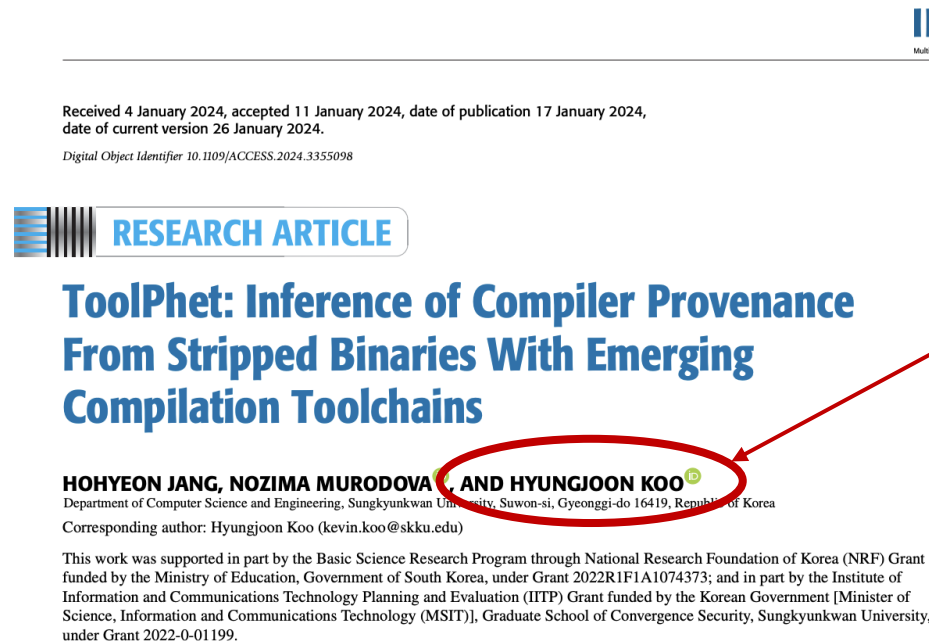 Received 4 January 2024, accepted 11 January 2024, date of publication 17 January 2024,
date of current version 26 January 2024.
Digital Object Identifier 10.1109/ACCESS.2024.3355098
RESEARCH ARTICLE
ToolPhet: Inference of Compiler Provenance
From Stripped Binaries With Emerging
Compilation Toolchains
HOHYEON JANG, NOZIMA MURODOVA, AND HYUNGJOON KOO
Department of Computer Science and Engineering, Sungkyunkwan University, Suwon-si, Gyeonggi-do 16419, Republic of Korea
Corresponding author: Hyungjoon Koo (kevin.koo@skku.edu)
This work was supported in part by the Basic Science Research Program through National Research Foundation of Korea (NRF) Grant
funded by the Ministry of Education, Government of South Korea, under Grant 2022R1F1A1074373; and in part by the Institute of
Information and Communications Technology Planning and Evaluation (IITP) Grant funded by the Korean Government [Minister of
Science, Information and Communications Technology (MSIT)], Graduate School of Convergence Security, Sungkyunkwan University,
under Grant 2022-0-01199.